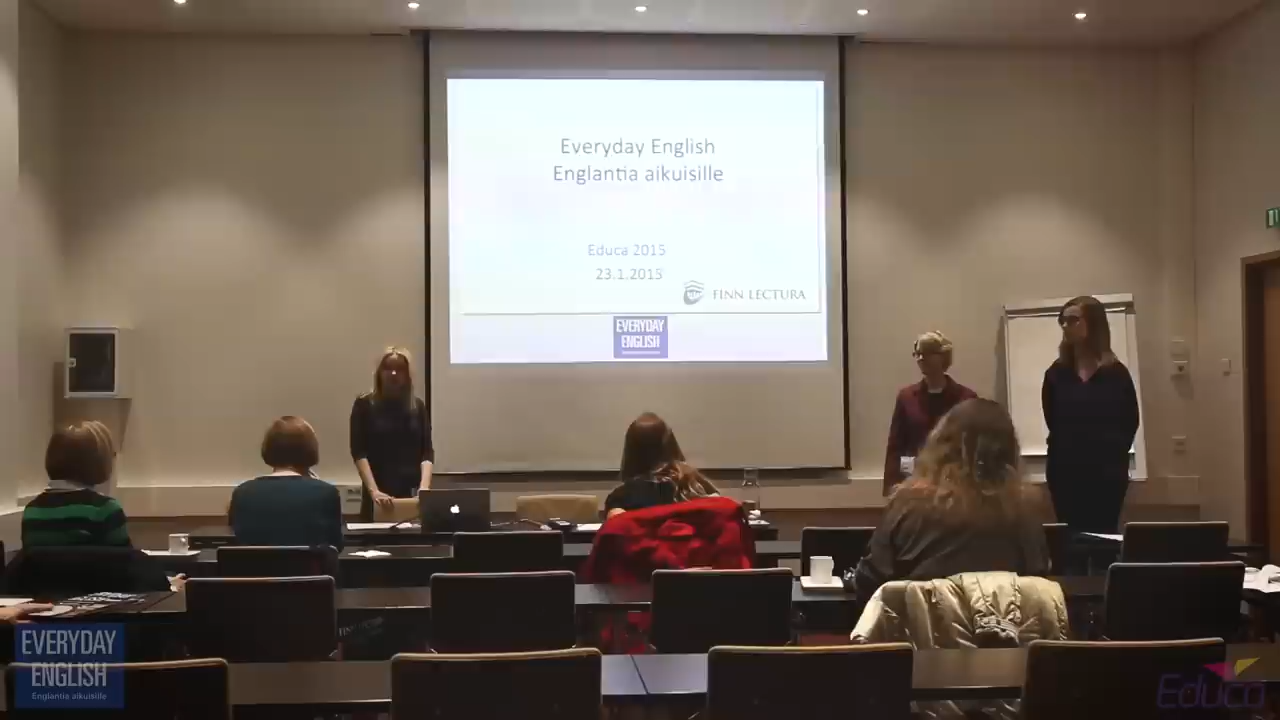 Everyday English
Englantia aikuisille
Educa 2015
23.1.2015
FINN LECTURA
EVERYDAY
ENGLISH
EVERYDAY
ENGLISH
Englantia aikuisille
Educa